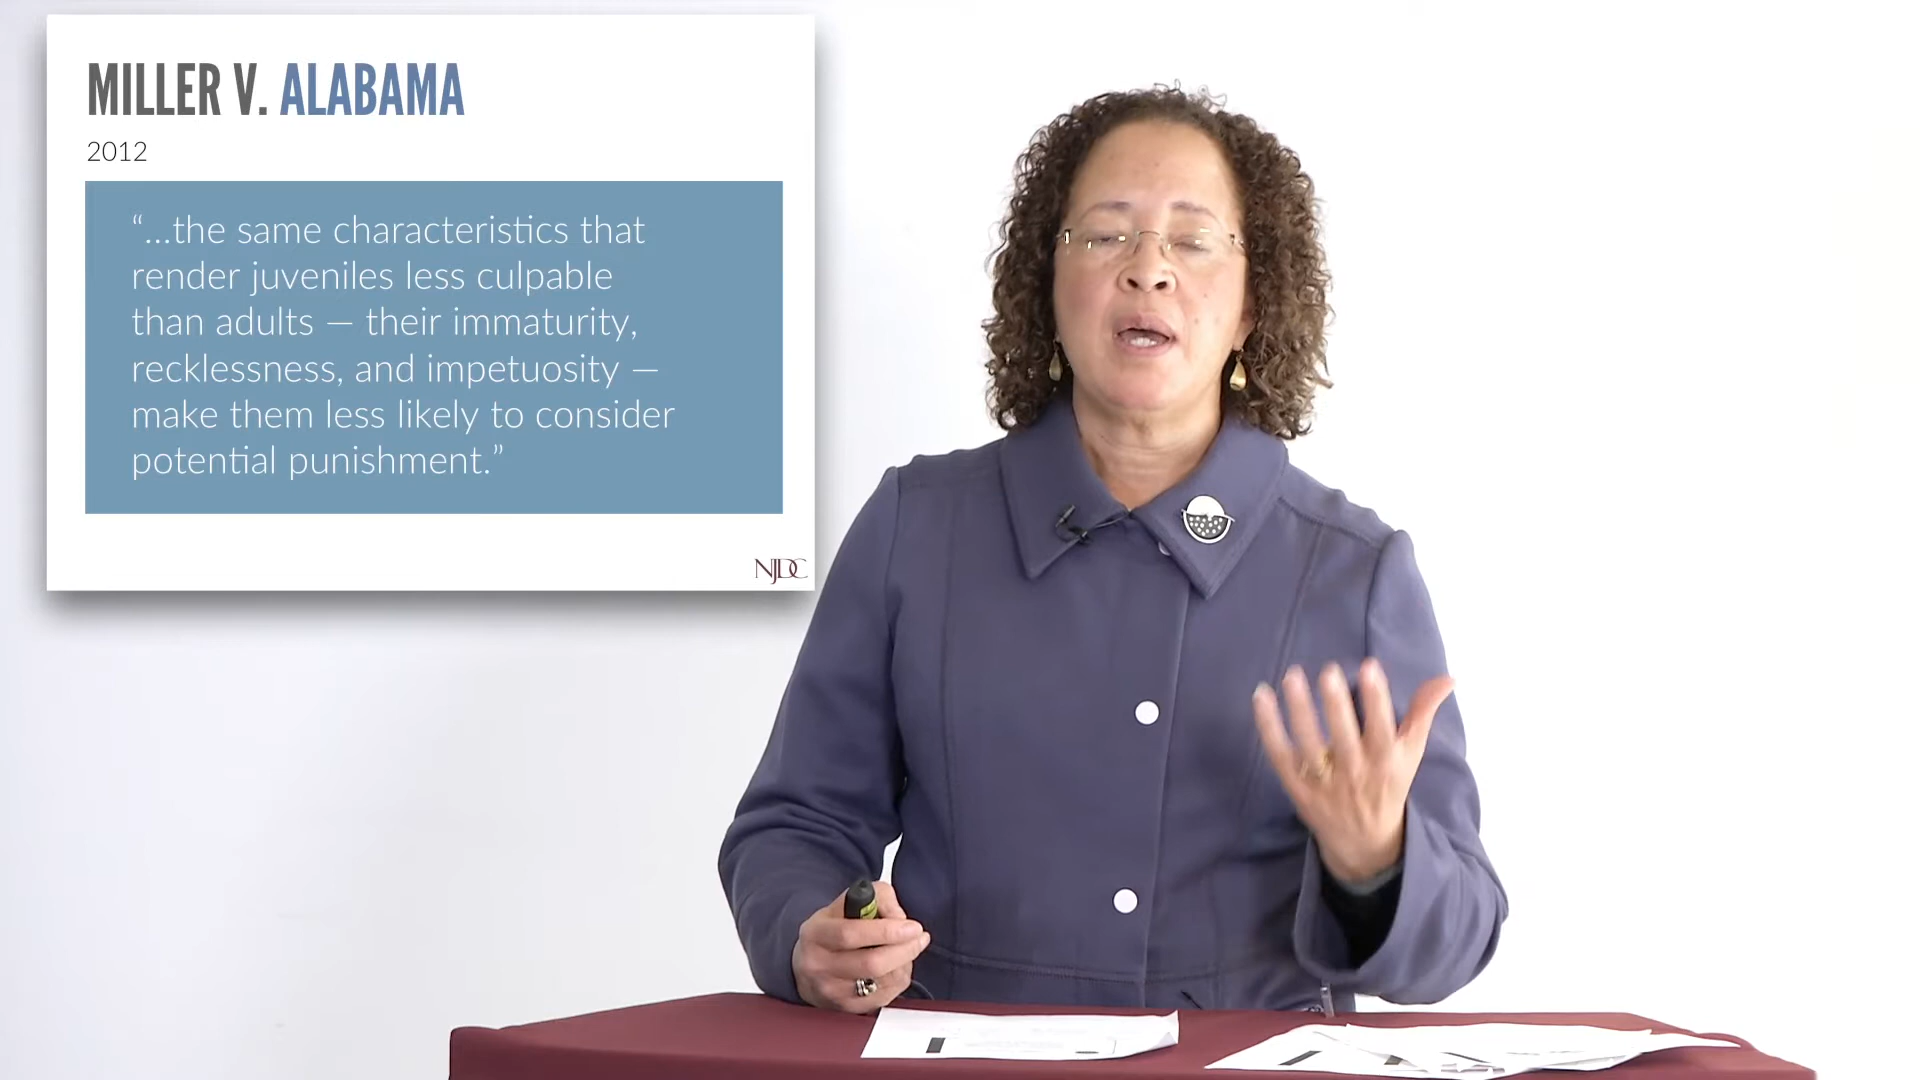 MILLER V. ALABAMA
2012
“...the same characteristics that
render juveniles less culpable
than adults — their immaturity,
recklessness, and impetuosity —
make them less likely to consider
potential punishment.”
NJDC